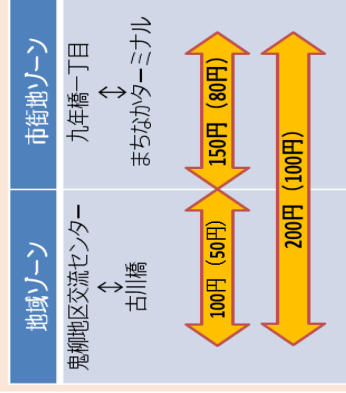 地域ゾーン
市街地ゾーン
鬼柳地区交流センター
↔
古川橋
九年橋一丁目
↔
まちなかターミナル
100円（50円）
150円（80円）
200円（100円）